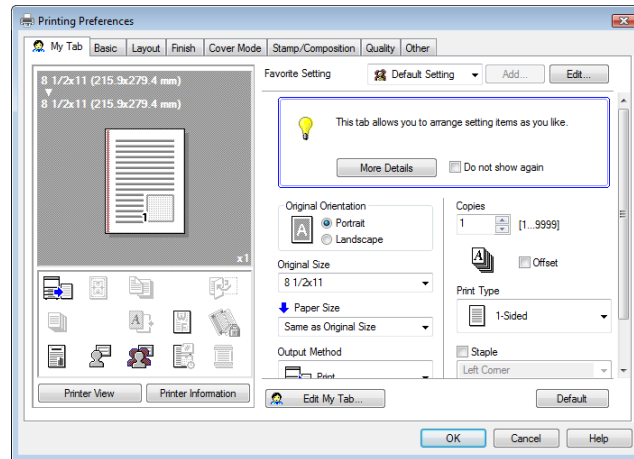 Printing Preferences
My Tab Basic Layout Finish Cover Mode Stamp/Composition Quality Other
8 1/2x11 (215.9x279.4 mm)
8 1/2x11 (215.9x279.4 mm)
1
x1
Printer View Printer Information
Favorite Setting Default Setting Add... Edit...
This tab allows you to arrange setting items as you like.
More Details Do not show again
Original Orientation
A
Portrait
Landscape
Original Size
8 1/2x11
Paper Size
Same as Original Size
Output Method
Print
Copies
1 [1...9999]
Offset
Print Type
1-Sided
Staple
Left Corner
Edit My Tab... Default
OK Cancel Help